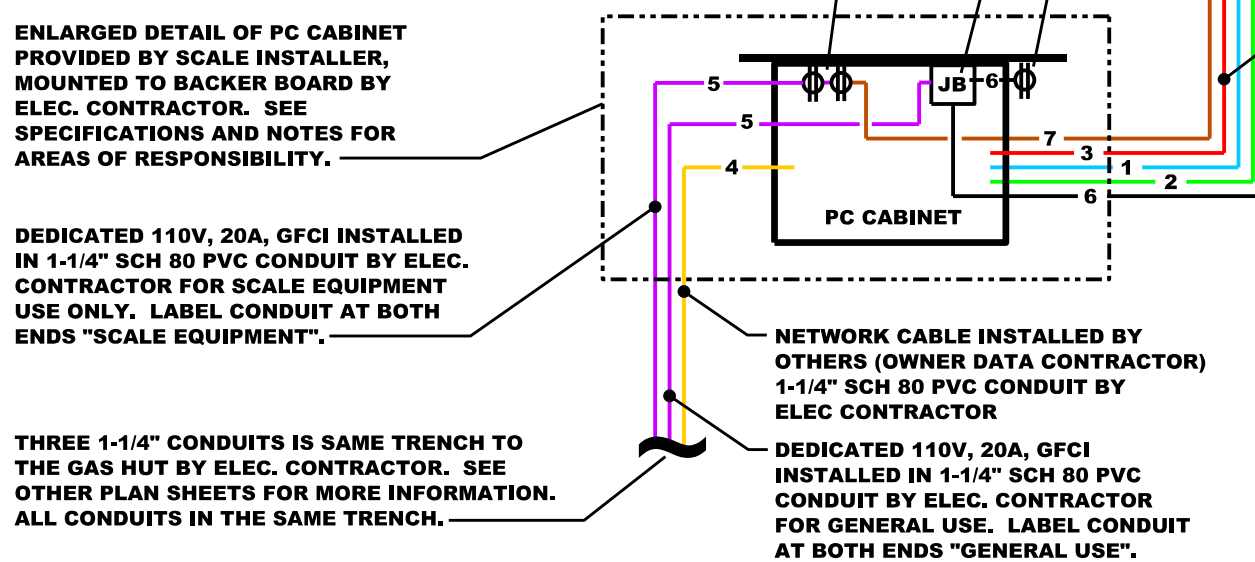 ENLARGED DETAIL OF PC CABINET
PROVIDED BY SCALE INSTALLER,
MOUNTED TO BACKER BOARD BY
ELEC. CONTRACTOR. SEE
SPECIFICATIONS AND NOTES FOR
AREAS OF RESPONSIBILITY.
DEDICATED 110V, 20A, GFCI INSTALLED
IN 1-1/4" SCH 80 PVC CONDUIT BY ELEC.
CONTRACTOR FOR SCALE EQUIPMENT
USE ONLY. LABEL CONDUIT AT BOTH
ENDS "SCALE EQUIPMENT".
THREE 1-1/4" CONDUITS IS SAME TRENCH TO
THE GAS HUT BY ELEC. CONTRACTOR. SEE
OTHER PLAN SHEETS FOR MORE INFORMATION.
ALL CONDUITS IN THE SAME TRENCH.
5
JB
6
5
7
3
4
1
2
6
PC CABINET
NETWORK CABLE INSTALLED BY
OTHERS (OWNER DATA CONTRACTOR)
1-1/4" SCH 80 PVC CONDUIT BY
ELEC CONTRACTOR
DEDICATED 110V, 20A, GFCI
INSTALLED IN 1-1/4" SCH 80 PVC
CONDUIT BY ELEC. CONTRACTOR
FOR GENERAL USE. LABEL CONDUIT
AT BOTH ENDS "GENERAL USE".